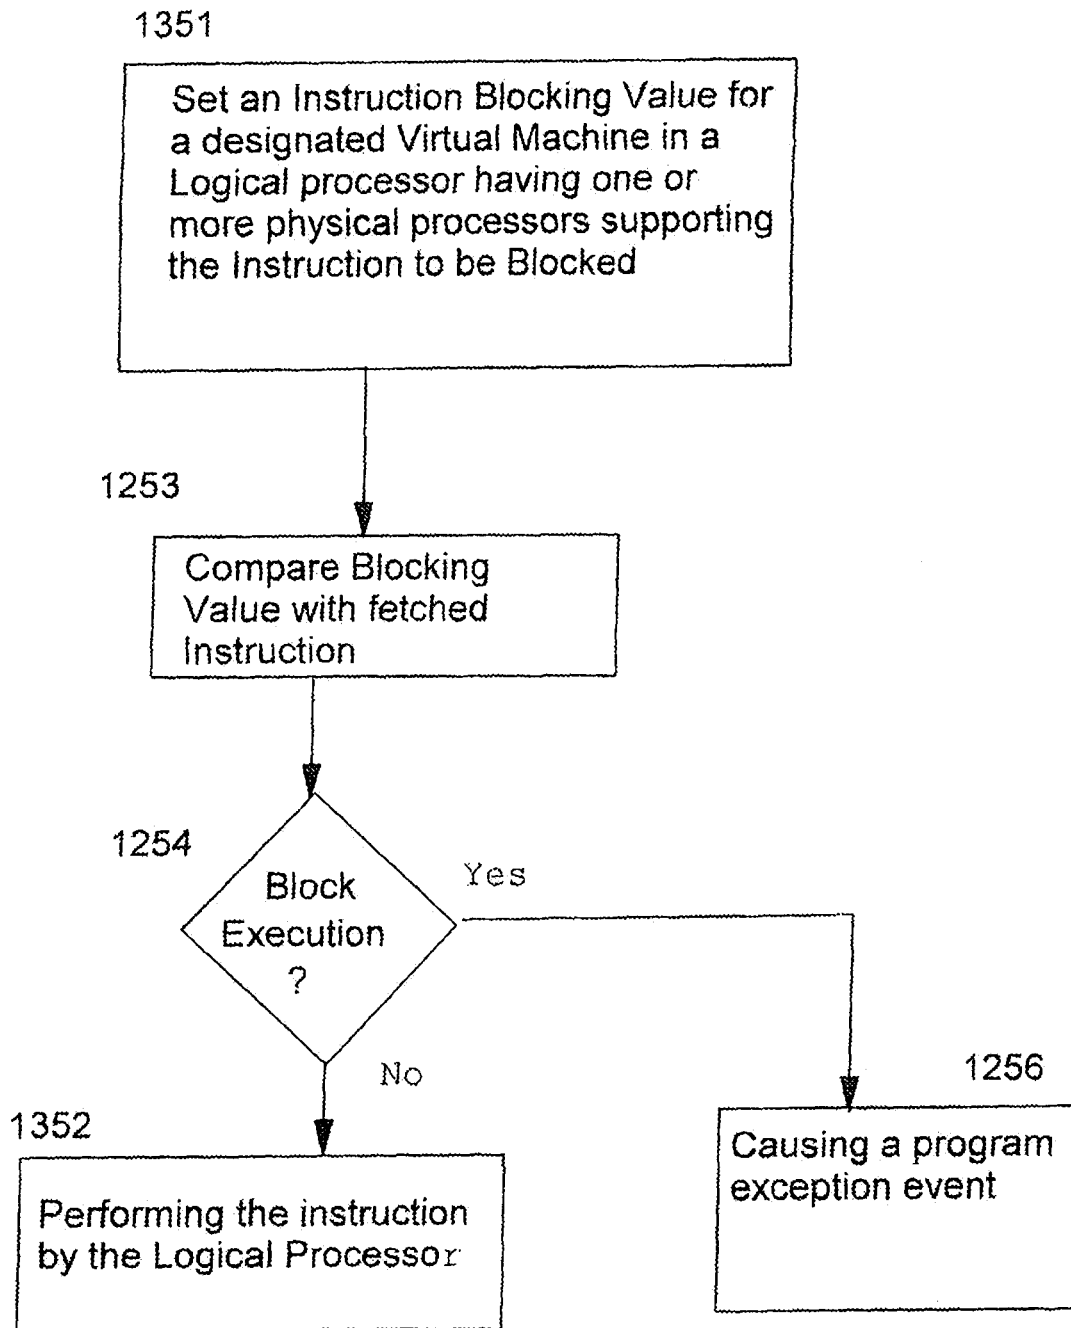 1351
Set an Instruction Blocking Value for
a designated Virtual Machine in a
Logical processor having one or
more physical processors supporting
the Instruction to be Blocked
1253
Compare Blocking
Value with fetched
Instruction
1254
Block
Execution
?
Yes
No
1256
Causing a program
exception event
1352
Performing the instruction
by the Logical Processor